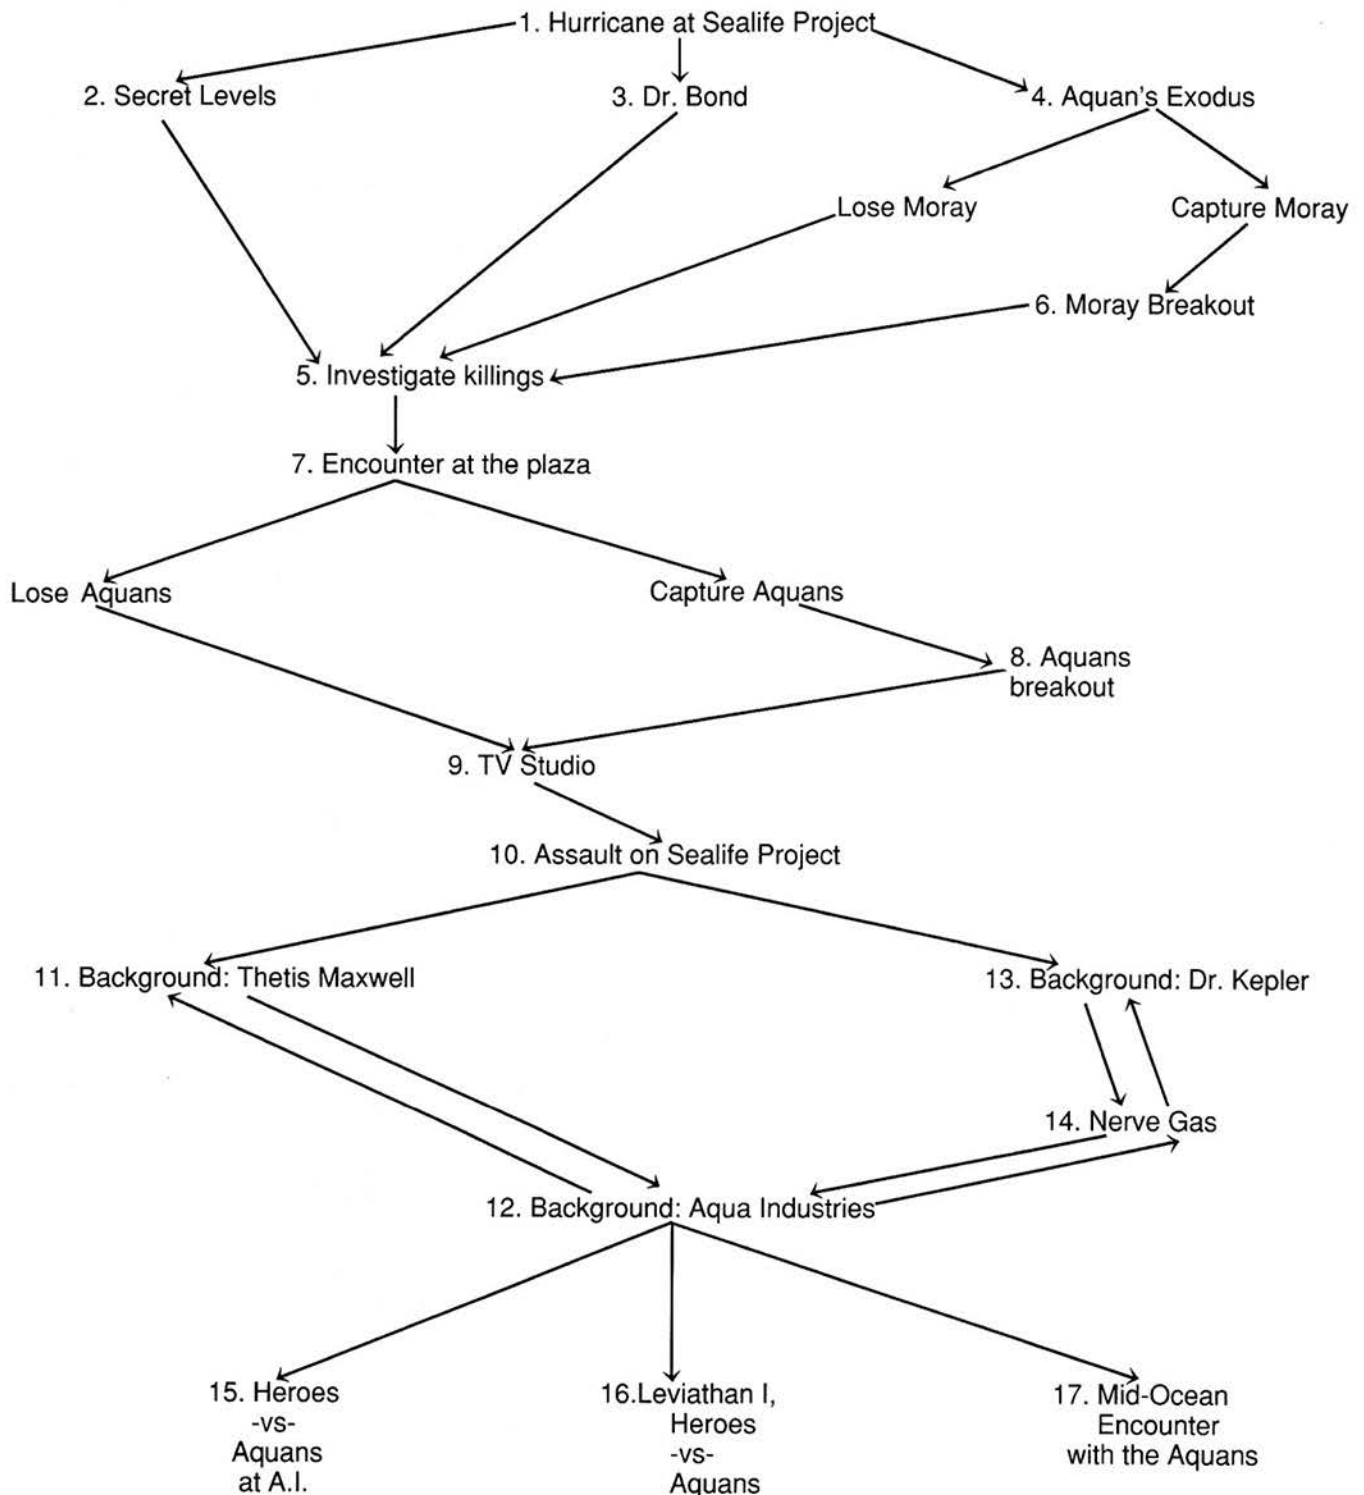 1. Hurricane at Sealife Project
2. Secret Levels
3. Dr. Bond
4. Aquan's Exodus
Lose Moray
Capture Moray
6. Moray Breakout
5. Investigate killings
7. Encounter at the plaza
Lose Aquans
Capture Aquans
8. Aquans
breakout
9. TV Studio
10. Assault on Sealife Project
11. Background: Thetis Maxwell
13. Background: Dr. Kepler
14. Nerve Gas
12. Background: Aqua Industries
15. Heroes
-vs-
Aquans
at A.I.
16.Leviathan I,
Heroes
-vs-
Aquans
17. Mid-Ocean
Encounter
with the Aquans